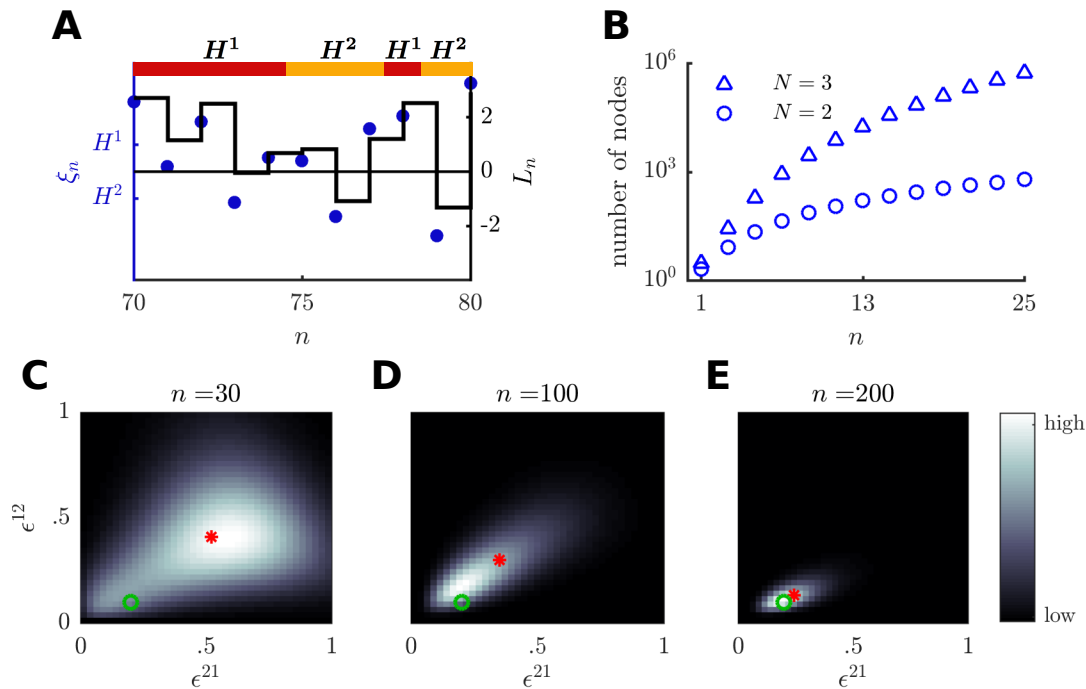 A
H¹ H² H¹ H²
ξₙ
H¹
H²
2
0
-2
Lₙ
70 75 80
n
B
number of nodes
10⁶
10³
10⁰
N = 3
N = 2
1 13 25
n
C
n =30
ϵ¹²
1
.5
0
0 .5 1
ϵ²¹
D
n =100
0 .5 1
ϵ²¹
E
n =200
0 .5 1
ϵ²¹
high
low